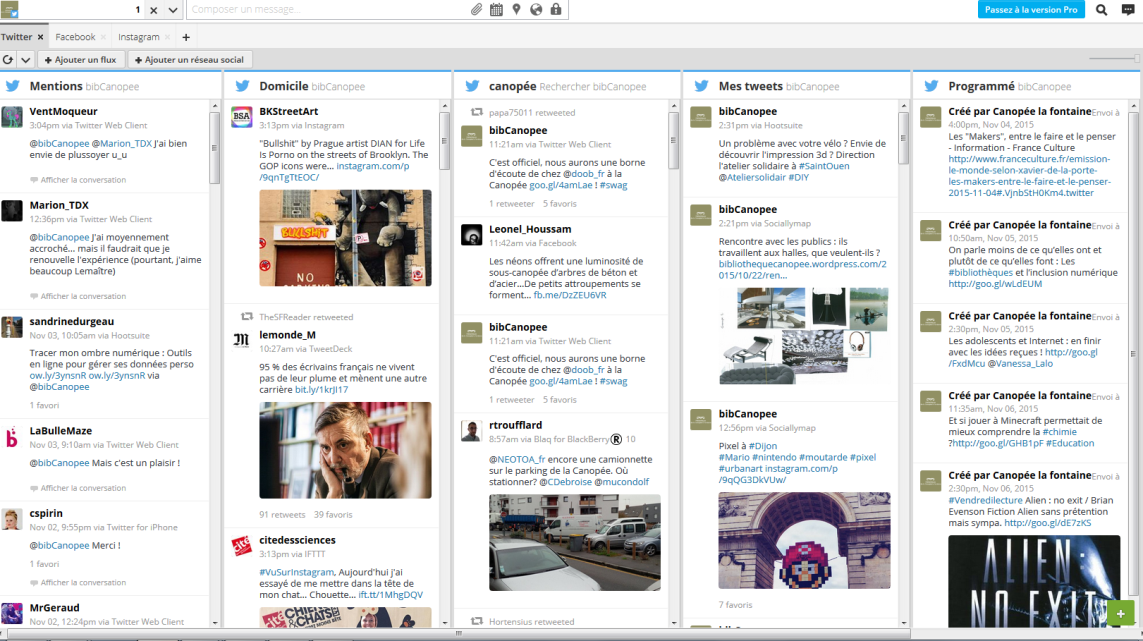 1
Composer un message...
Passez à la version Pro
Twitter ×
Facebook ×
Instagram ×
+
+ Ajouter un flux
+ Ajouter un réseau social
Mentions bibCanopee
VentMoqueur
3:04pm via Twitter Web Client
@bibCanopee @Marion_TDX J'ai bien
envie de plussoyer u_u
Afficher la conversation
Marion_TDX
12:36pm via Twitter Web Client
@bibCanopee J'ai moyennement
accroché... mais il faudrait que je
renouvelle l'expérience (pourtant, j'aime
beaucoup Lemaître)
Afficher la conversation
sandrinedurgeau
Nov 03, 10:05am via Hootsuite
Tracer mon ombre numérique : Outils
en ligne pour gérer ses données perso
ow.ly/3ynsnR ow.ly/3ynsnR via
@bibCanopee
1 favori
LaBulleMaze
Nov 03, 9:10am via Twitter Web Client
@bibCanopee Mais c'est un plaisir !
Afficher la conversation
cspirin
Nov 02, 9:55pm via Twitter for iPhone
@bibCanopee Merci !
1 favori
Afficher la conversation
MrGeraud
Nov 02, 12:24pm via Twitter Web Client
Domicile bibCanopee
BSA
BKStreetArt
3:13pm via Instagram
"Bullshit" by Prague artist DIAN for Life
Is Porno on the streets of Brooklyn. The
GOP icons were... instagram.com/p
/9qnTgTtEOC/
BULLSHIT
P...
NO
PARKING
TheSFReader retweeted
M
lemonde_M
10:27am via TweetDeck
95 % des écrivains français ne vivent
pas de leur plume et mènent une autre
carrière bit.ly/1krJI17
91 retweets 39 favoris
cité
citedessciences
3:13pm via IFTTT
#VuSurInstagram, Aujourd'hui j'ai
essayé de me mettre dans la tête de
mon chat... Chouette... ift.tt/1MhgDQV
cité
CHIENS
&CHATS
canopée Rechercher bibCanopee
papa75011 retweeted
bibCanopee
11:21am via Twitter Web Client
C'est officiel, nous aurons une borne
d'écoute de chez @doob_fr à la
Canopée goo.gl/4amLae ! #swag
1 retweeter 5 favoris
Leonel_Houssam
11:42am via Facebook
Les néons offrent une luminosité de
sous-canopée d'arbres de béton et
d'acier...De petits attroupements se
forment... fb.me/DzZEU6VR
bibCanopee
11:21am via Twitter Web Client
C'est officiel, nous aurons une borne
d'écoute de chez @doob_fr à la
Canopée goo.gl/4amLae ! #swag
1 retweeter 5 favoris
rtroufflard
8:57am via Blaq for BlackBerry® 10
@NEOTOA_fr encore une camionnette
sur le parking de la Canopée. Où
stationner? @CDebroise @mucondolf
Hortensius retweeted
Mes tweets bibCanopee
bibCanopee
2:31pm via Hootsuite
Un problème avec votre vélo ? Envie de
découvrir l'impression 3d ? Direction
l'atelier solidaire à #SaintOuen
@Ateliersolidair #DIY
bibCanopee
2:21pm via Sociallymap
Rencontre avec les publics : ils
travaillent aux halles, que veulent-ils ?
bibliothequecanopee.wordpress.com/2
015/10/22/ren...
bibCanopee
12:56pm via Sociallymap
Pixel à #Dijon
#Mario #nintendo #moutarde #pixel
#urbanart instagram.com/p
/9qQG3DkVUw/
7 favoris
bibCanopee
Programmé bibCanopee
Créé par Canopée la fontaine Envoi à
4:00pm, Nov 04, 2015
Les "Makers", entre le faire et le penser
- Information - France Culture
http://www.franceculture.fr/emission-
le-monde-selon-xavier-de-la-porte-
les-makers-entre-le-faire-et-le-penser-
2015-11-04#.VjnbStH0Km4.twitter
Créé par Canopée la fontaine Envoi à
10:50am, Nov 05, 2015
On parle moins de ce qu'elles ont et
plutôt de ce qu'elles font : Les
#bibliothèques et l'inclusion numérique
http://goo.gl/wLdEUM
Créé par Canopée la fontaine Envoi à
2:30pm, Nov 05, 2015
Les adolescents et Internet : en finir
avec les idées reçues ! http://goo.gl
/FxdMcu @Vanessa_Lalo
Créé par Canopée la fontaine Envoi à
11:35am, Nov 06, 2015
Et si jouer à Minecraft permettait de
mieux comprendre la #chimie
?http://goo.gl/GHB1pF #Education
Créé par Canopée la fontaine Envoi à
2:30pm, Nov 06, 2015
#Vendredilecture Alien : no exit / Brian
Evenson Fiction Alien sans prétention
mais sympa. http://goo.gl/dE7zKS
ALIEN:
NO EXIT
+